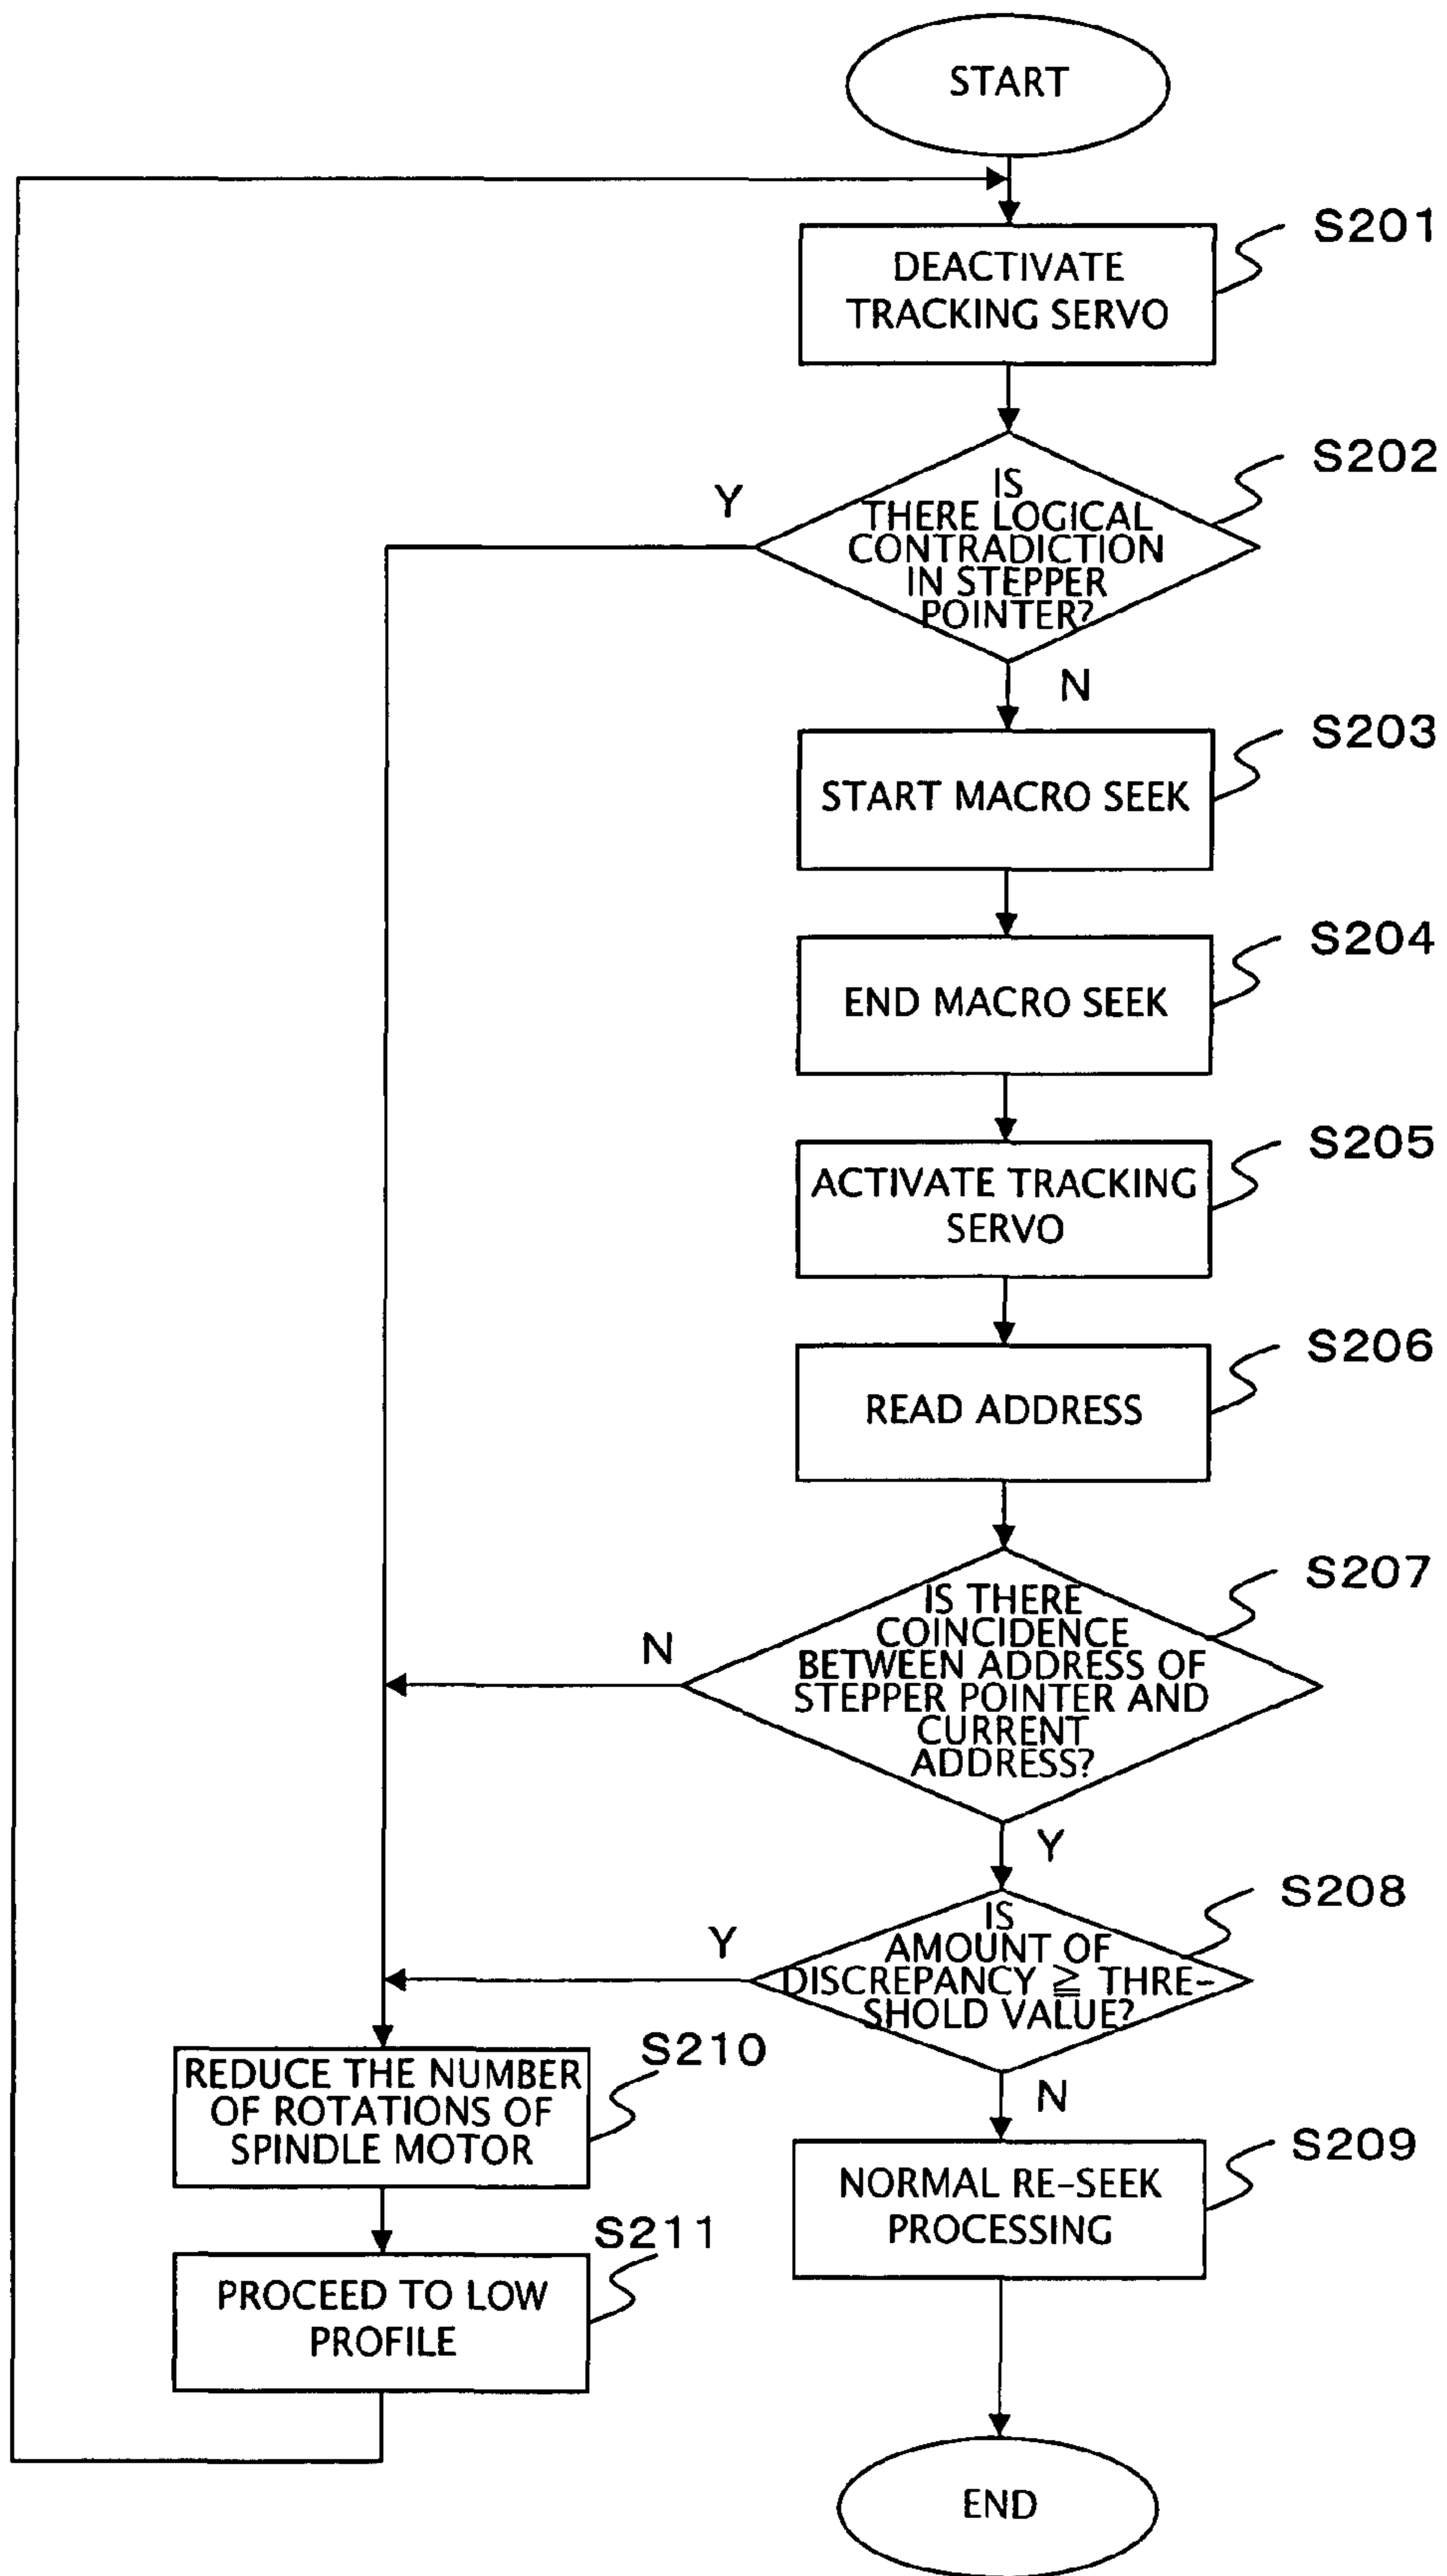 START
S201
DEACTIVATE
TRACKING SERVO
S202
IS
THERE LOGICAL
CONTRADICTION
IN STEPPER
POINTER?
Y
N
S203
START MACRO SEEK
S204
END MACRO SEEK
S205
ACTIVATE TRACKING
SERVO
S206
READ ADDRESS
S207
IS THERE
COINCIDENCE
BETWEEN ADDRESS OF
STEPPER POINTER AND
CURRENT
ADDRESS?
N
Y
S208
IS
AMOUNT OF
DISCREPANCY ≧ THRE-
SHOLD VALUE?
Y
N
S210
REDUCE THE NUMBER
OF ROTATIONS OF
SPINDLE MOTOR
S209
NORMAL RE-SEEK
PROCESSING
S211
PROCEED TO LOW
PROFILE
END